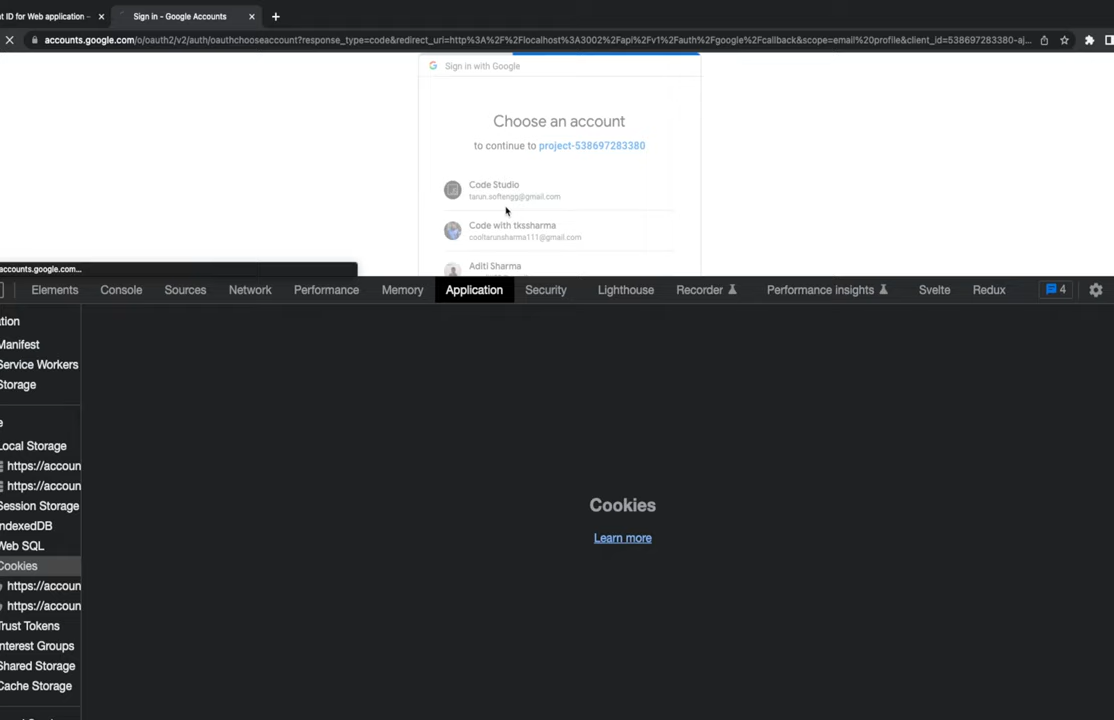 nt ID for Web application –
Sign in - Google Accounts
accounts.google.com/o/oauth2/v2/auth/oauthchooseaccount?response_type=code&redirect_uri=http%3A%2F%2Flocalhost%3A3002%2Fapi%2Fv1%2Fauth%2Fgoogle%2Fcallback&scope=email%20profile&client_id=538697283380-aj...
Sign in with Google
Choose an account
to continue to project-538697283380
Code Studio
tarun.softengg@gmail.com
Code with tkssharma
cooltarunsharma111@gmail.com
Aditi Sharma
accounts.google.com...
Elements Console Sources Network Performance Memory Application Security Lighthouse Recorder Performance insights Svelte Redux 4
ation
Manifest
Service Workers
Storage
e
Local Storage
https://accoun
https://accoun
Session Storage
IndexedDB
Web SQL
Cookies
https://accoun
https://accoun
Trust Tokens
Interest Groups
Shared Storage
Cache Storage
Cookies
Learn more